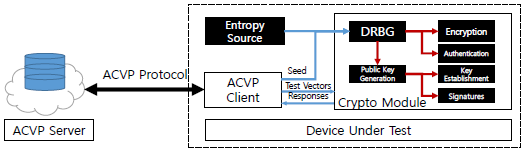 Entropy
Source
DRBG
Encryption
Authentication
Seed
ACVP Protocol
ACVP
Client
Test Vectors
Responses
Public Key
Generation
Key
Establishment
Signatures
Crypto Module
ACVP Server
Device Under Test